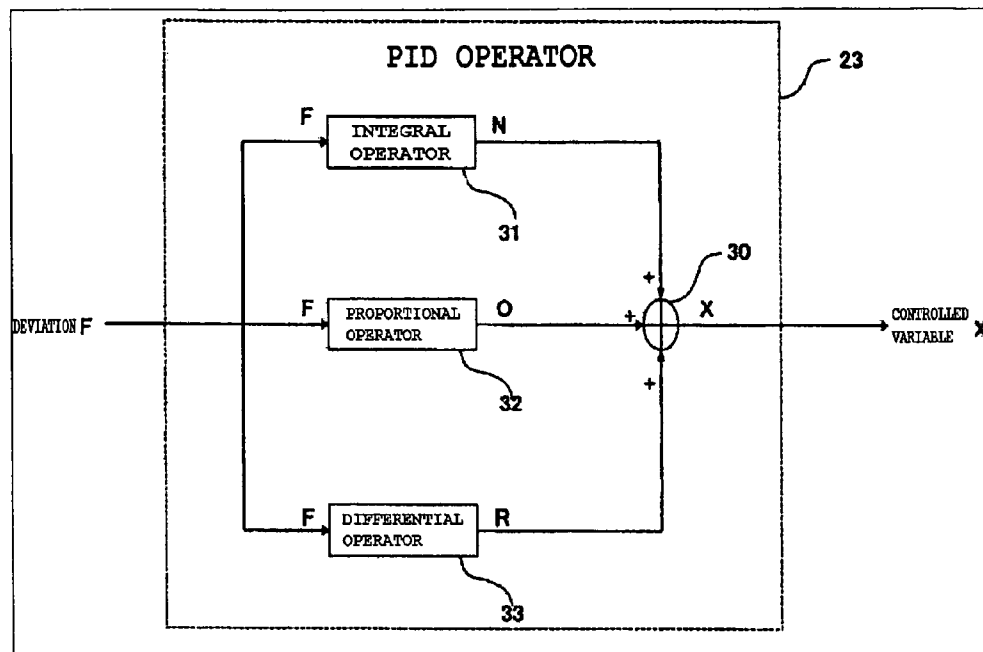 PID OPERATOR
23
F
INTEGRAL
OPERATOR
N
31
30
+
DEVIATION F
F
PROPORTIONAL
OPERATOR
O
+
X
CONTROLLED
VARIABLE X
32
+
F
DIFFERENTIAL
OPERATOR
R
33